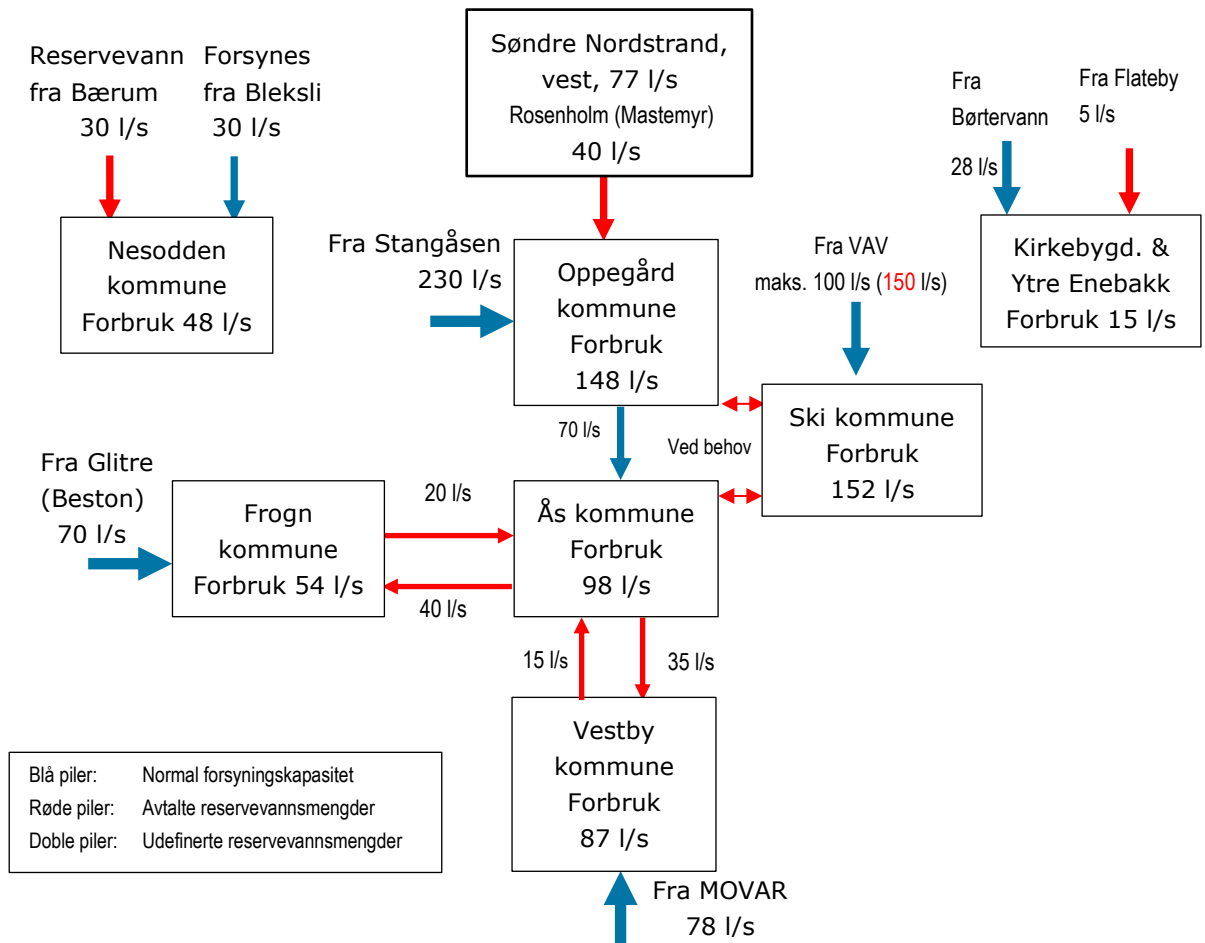 Reservevann
fra Bærum
30 l/s
Forsynes
fra Bleksli
30 l/s
Søndre Nordstrand,
vest, 77 l/s
Rosenholm (Mastemyr)
40 l/s
Fra
Børtervann
28 l/s
Fra Flateby
5 l/s
Nesodden
kommune
Forbruk 48 l/s
Fra Stangåsen
230 l/s
Oppegård
kommune
Forbruk
148 l/s
Fra VAV
maks. 100 l/s (150 l/s)
Kirkebygd. &
Ytre Enebakk
Forbruk 15 l/s
70 l/s
Ved behov
Ski kommune
Forbruk
152 l/s
Fra Glitre
(Beston)
70 l/s
Frogn
kommune
Forbruk 54 l/s
20 l/s
40 l/s
Ås kommune
Forbruk
98 l/s
15 l/s
35 l/s
Vestby
kommune
Forbruk
87 l/s
Blå piler: Normal forsyningskapasitet
Røde piler: Avtalte reservevannsmengder
Doble piler: Udefinerte reservevannsmengder
Fra MOVAR
78 l/s